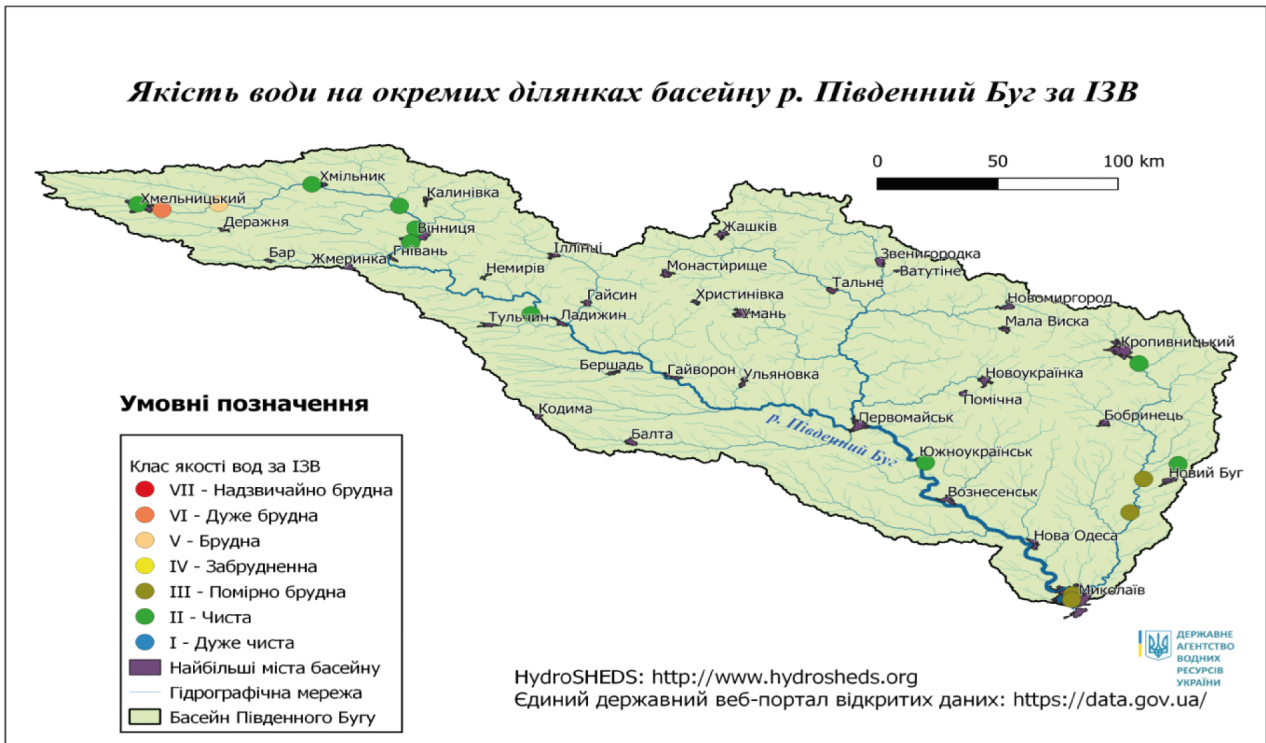 Якість води на окремих ділянках басейну р. Південний Буг за ІЗВ
0 50 100 km
Хмільник
Хмельницький
Калинівка
Деражня
Вінниця
Жашків
Бар
Жмеринка
Гнівань
Іллінці
Звенигородка
Немирів
Монастирище
Ватутіне
Тальне
Гайсин
Христинівка
Новомиргород
Тульчин
Ладижин
Умань
Мала Виска
Кропивницький
Бершадь
Гайворон
Ульяновка
Новоукраїнка
Помічна
Кодима
Первомайськ
Бобринець
Балта
р. Південний Буг
Южноукраїнськ
Новий Буг
Вознесенськ
Нова Одеса
Миколаїв
Умовні позначення
Клас якості вод за ІЗВ
VII - Надзвичайно брудна
VI - Дуже брудна
V - Брудна
IV - Забрудненна
III - Помірно брудна
II - Чиста
I - Дуже чиста
Найбільші міста басейну
Гідрографічна мережа
Басейн Південного Бугу
HydroSHEDS: http://www.hydrosheds.org
Єдиний державний веб-портал відкритих даних: https://data.gov.ua/
ДЕРЖАВНЕ
АГЕНТСТВО
ВОДНИХ
РЕСУРСІВ
УКРАЇНИ